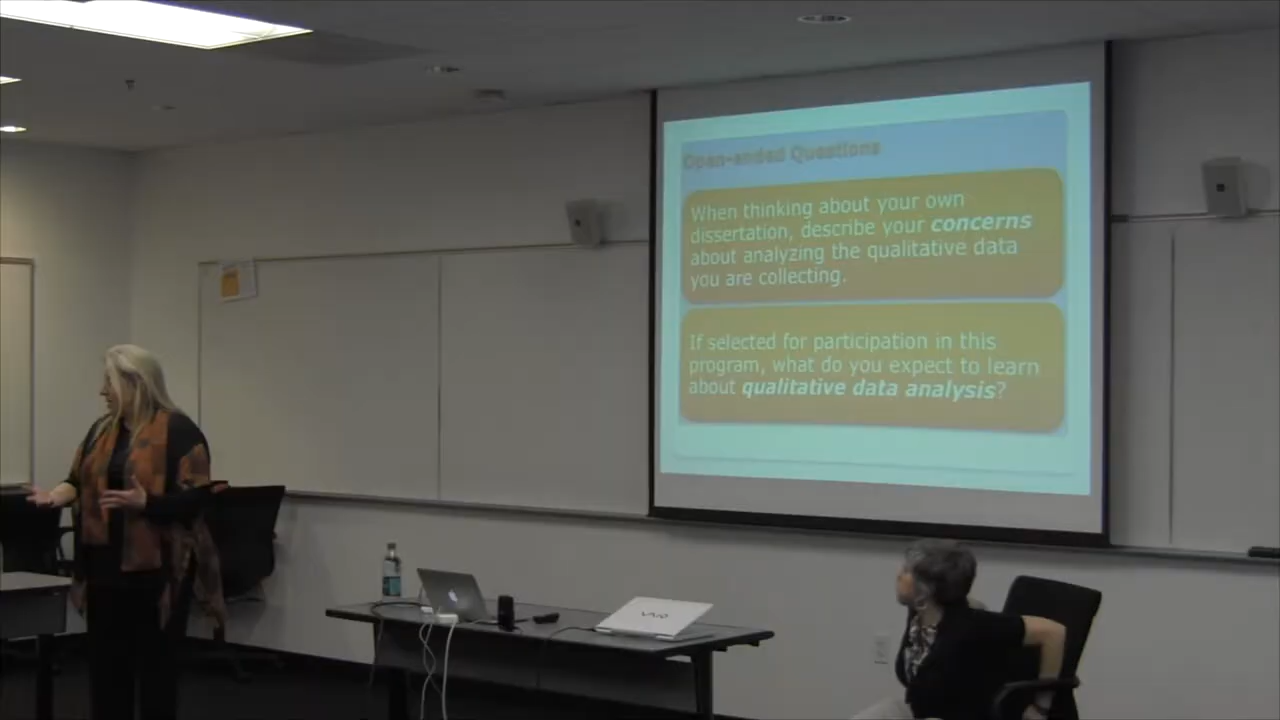 Open-ended Questions
When thinking about your own
dissertation, describe your concerns
about analyzing the qualitative data
you are collecting.
If selected for participation in this
program, what do you expect to learn
about qualitative data analysis?
VAIO